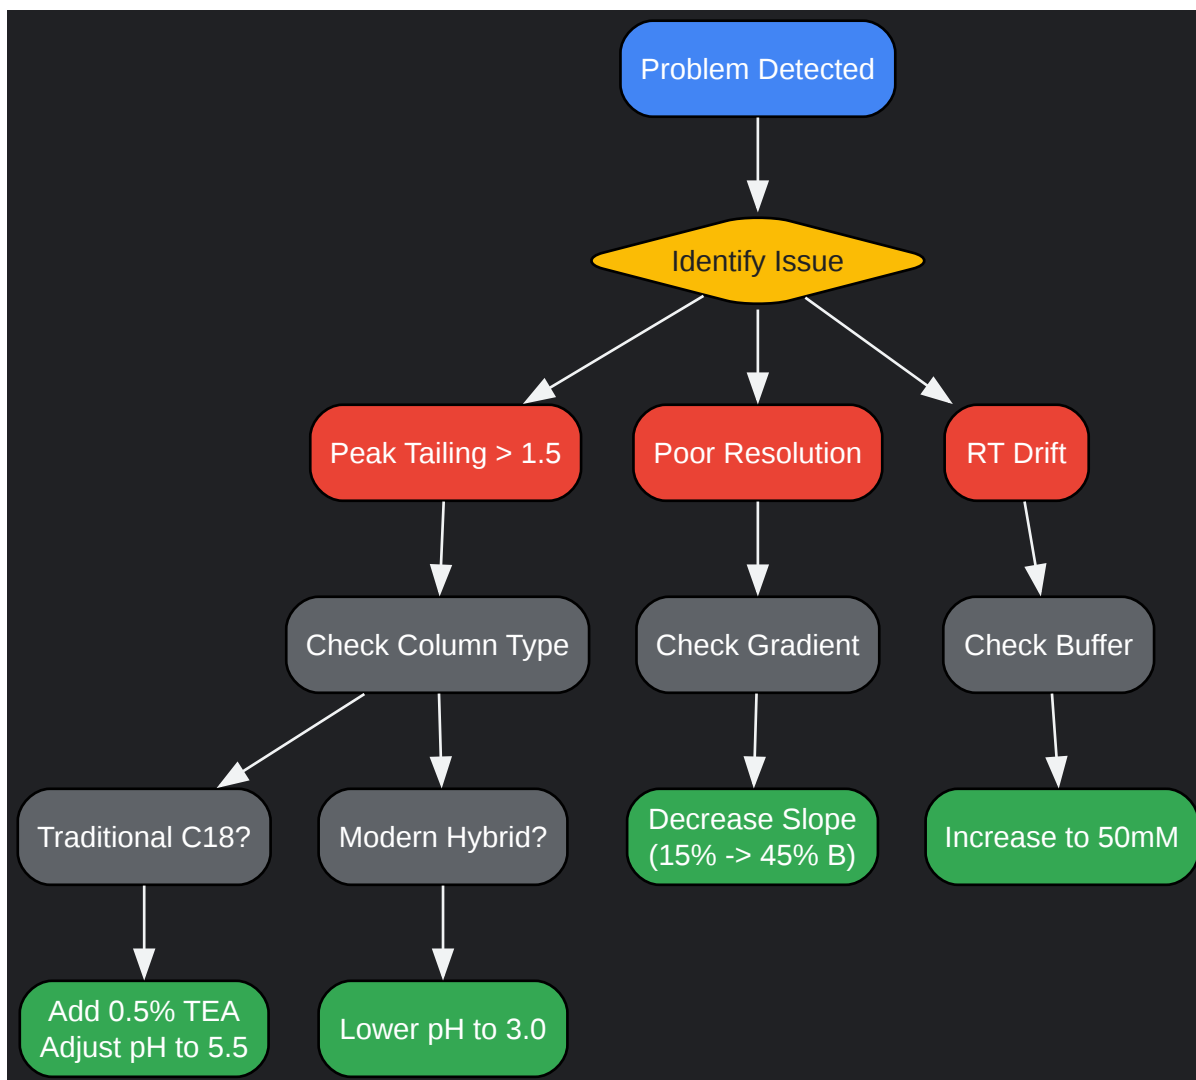 Problem Detected
Identify Issue
Peak Tailing > 1.5
Poor Resolution
RT Drift
Check Column Type
Check Gradient
Check Buffer
Traditional C18?
Modern Hybrid?
Decrease Slope
(15% -> 45% B)
Increase to 50mM
Add 0.5% TEA
Adjust pH to 5.5
Lower pH to 3.0